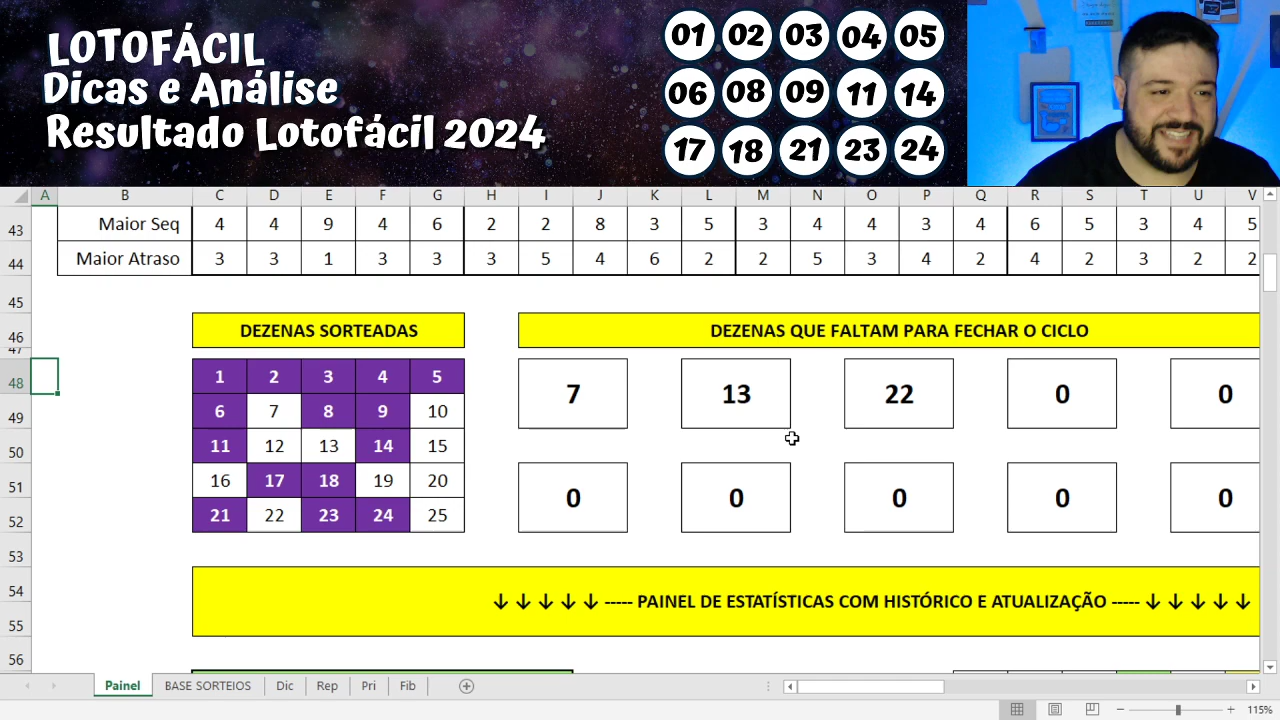 LOTOFÁCIL
Dicas e Análise
Resultado Lotofácil 2024
01 02 03 04 05
06 08 09 11 14
17 18 21 23 24
A B C D E F G H I J K L M N O P Q R S T U V
43 Maior Seq 4 4 9 4 6 2 2 8 3 5 3 4 4 3 4 6 5 3 4 5
44 Maior Atraso 3 3 1 3 3 3 5 4 6 2 2 5 3 4 2 4 2 3 2 2
45
46 DEZENAS SORTEADAS DEZENAS QUE FALTAM PARA FECHAR O CICLO
47
48 1 2 3 4 5 7 13 22 0 0
49 6 7 8 9 10
50 11 12 13 14 15
51 16 17 18 19 20 0 0 0 0 0
52 21 22 23 24 25
53
54 ↓ ↓ ↓ ↓ ↓ ----- PAINEL DE ESTATÍSTICAS COM HISTÓRICO E ATUALIZAÇÃO ----- ↓ ↓ ↓ ↓ ↓
55
56
Painel BASE SORTEIOS Dic Rep Pri Fib
115%